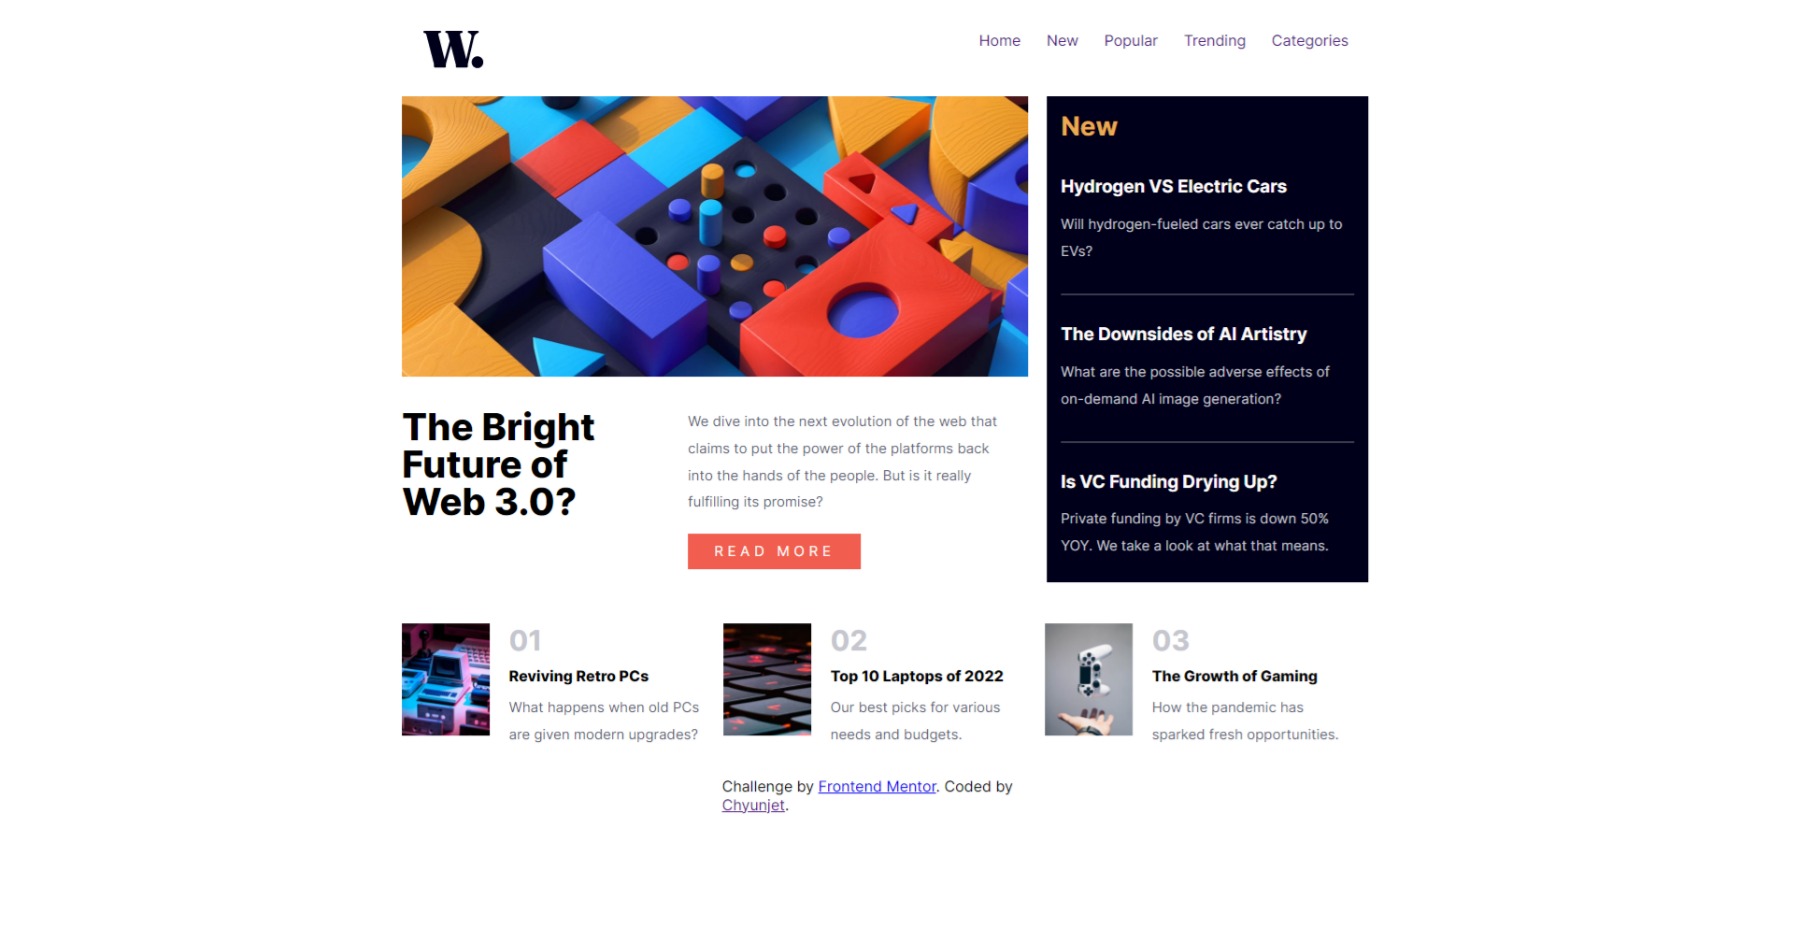 W.
Home New Popular Trending Categories
The Bright
Future of
Web 3.0?
We dive into the next evolution of the web that
claims to put the power of the platforms back
into the hands of the people. But is it really
fulfilling its promise?
READ MORE
New
Hydrogen VS Electric Cars
Will hydrogen-fueled cars ever catch up to
EVs?
The Downsides of AI Artistry
What are the possible adverse effects of
on-demand AI image generation?
Is VC Funding Drying Up?
Private funding by VC firms is down 50%
YOY. We take a look at what that means.
01
Reviving Retro PCs
What happens when old PCs
are given modern upgrades?
02
Top 10 Laptops of 2022
Our best picks for various
needs and budgets.
03
The Growth of Gaming
How the pandemic has
sparked fresh opportunities.
Challenge by Frontend Mentor. Coded by
Chyunjet.